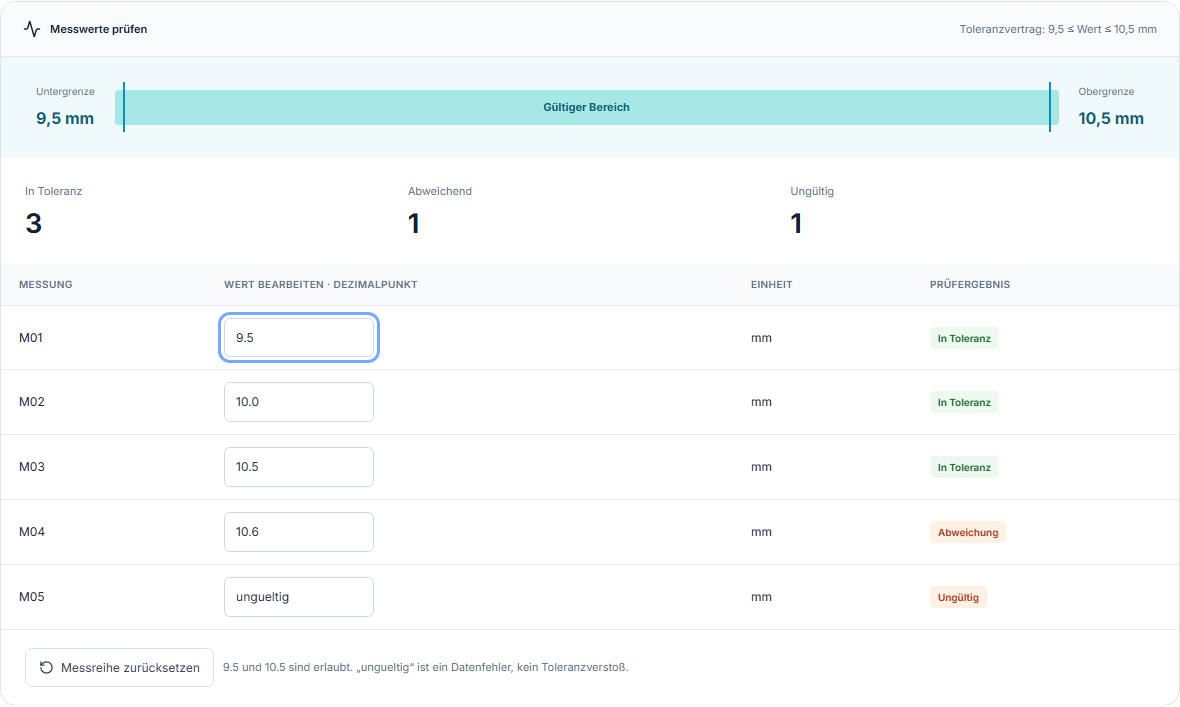 Messwerte prüfen
Toleranzvertrag: 9,5 ≤ Wert ≤ 10,5 mm
Untergrenze
9,5 mm
Gültiger Bereich
Obergrenze
10,5 mm
In Toleranz
3
Abweichend
1
Ungültig
1
MESSUNG WERT BEARBEITEN · DEZIMALPUNKT EINHEIT PRÜFERGEBNIS
M01 9.5 mm In Toleranz
M02 10.0 mm In Toleranz
M03 10.5 mm In Toleranz
M04 10.6 mm Abweichung
M05 ungueltig mm Ungültig
Messreihe zurücksetzen
9.5 und 10.5 sind erlaubt. „ungueltig“ ist ein Datenfehler, kein Toleranzverstoß.